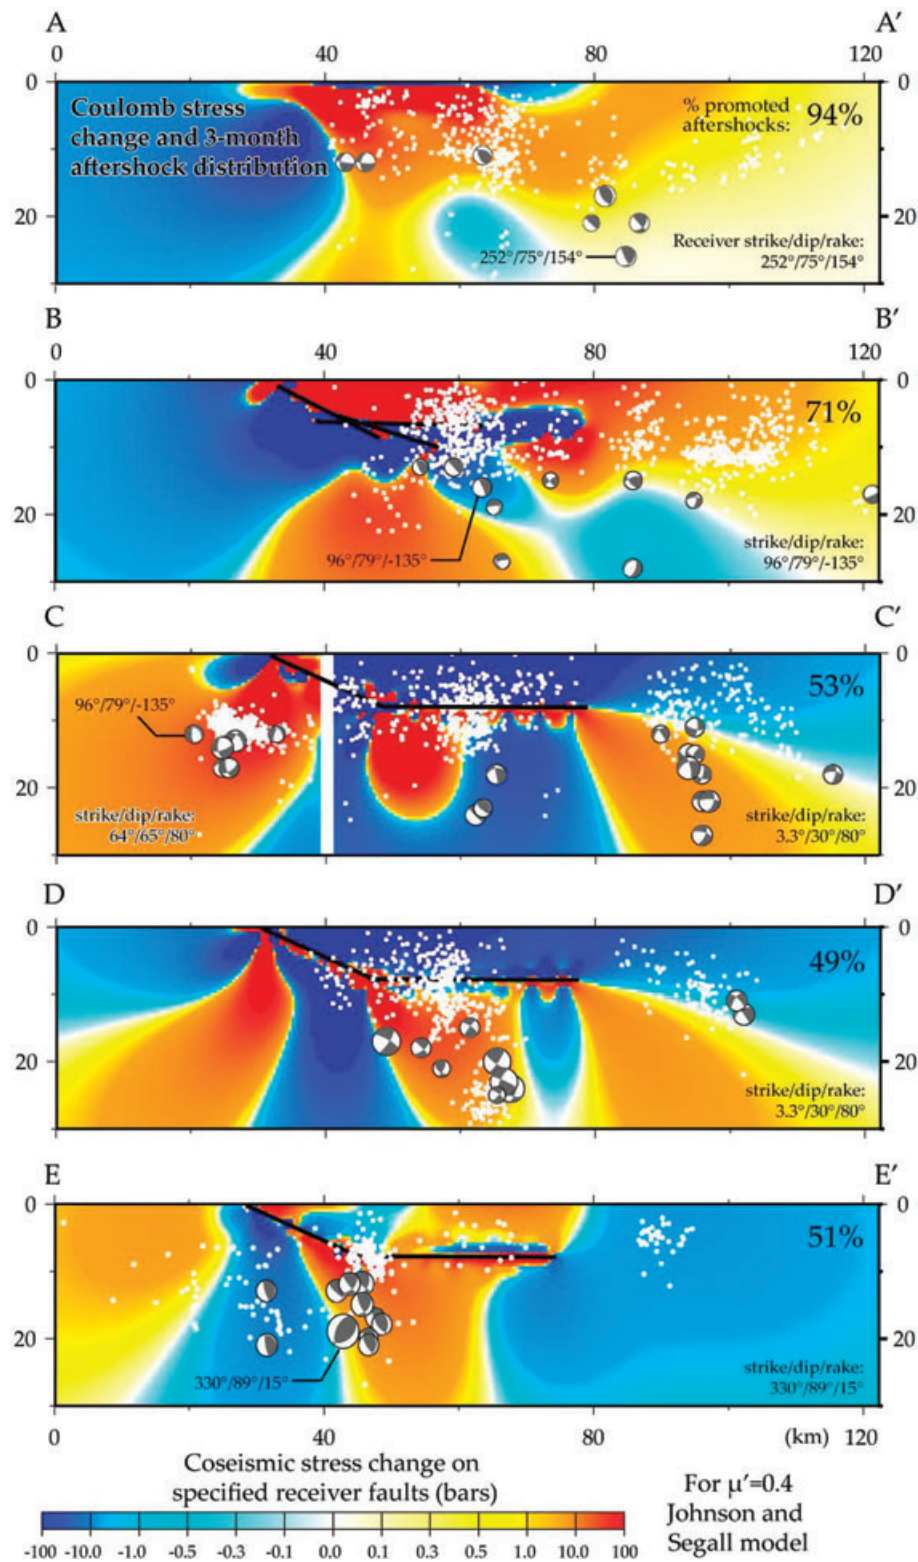 A A′
0 40 80 120
0 0
Coulomb stress
change and 3-month
aftershock distribution
% promoted
aftershocks: 94%
20 20
252°/75°/154°
Receiver strike/dip/rake:
252°/75°/154°
B B′
0 40 80 120
0 0
71%
20 20
96°/79°/-135°
strike/dip/rake:
96°/79°/-135°
C C′
0 0
53%
96°/79°/-135°
20 20
strike/dip/rake:
64°/65°/80°
strike/dip/rake:
3.3°/30°/80°
D D′
0 0
49%
20 20
strike/dip/rake:
3.3°/30°/80°
E E′
0 0
51%
20 20
330°/89°/15°
strike/dip/rake:
330°/89°/15°
0 40 80 (km) 120
Coseismic stress change on
specified receiver faults (bars)
-100 -10.0 -1.0 -0.5 -0.3 -0.1 0.0 0.1 0.3 0.5 1.0 10.0 100
For μ′=0.4
Johnson and
Segall model